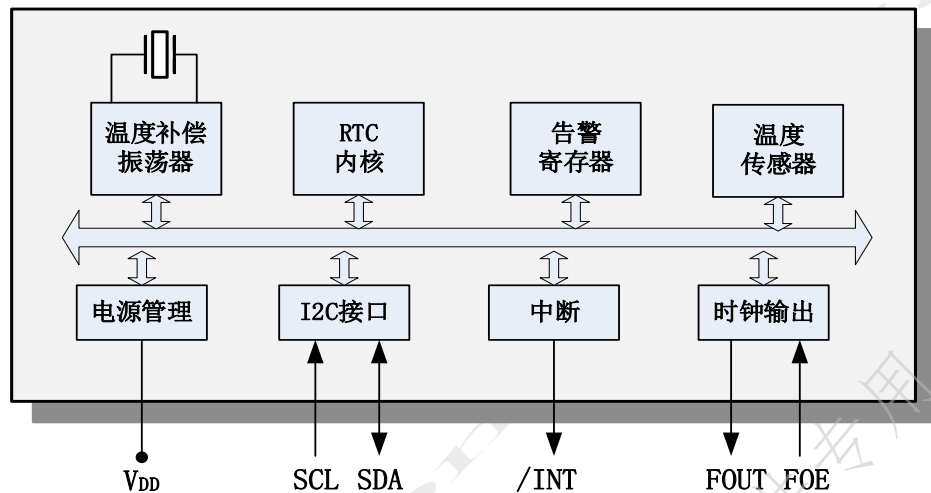 温度补偿
振荡器
RTC
内核
告警
寄存器
温度
传感器
电源管理
I2C接口
中断
时钟输出
VDD
SCL
SDA
/INT
FOUT
FOE
专用